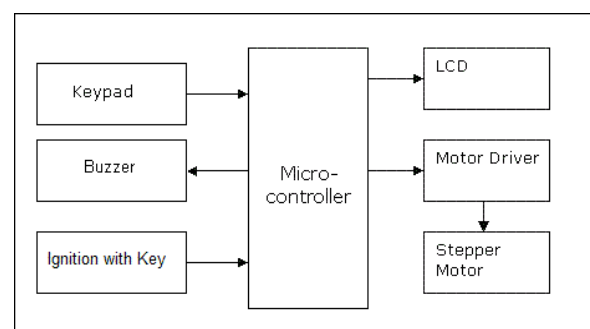 Keypad
Buzzer
Ignition with Key
Micro-
controller
LCD
Motor Driver
Stepper
Motor